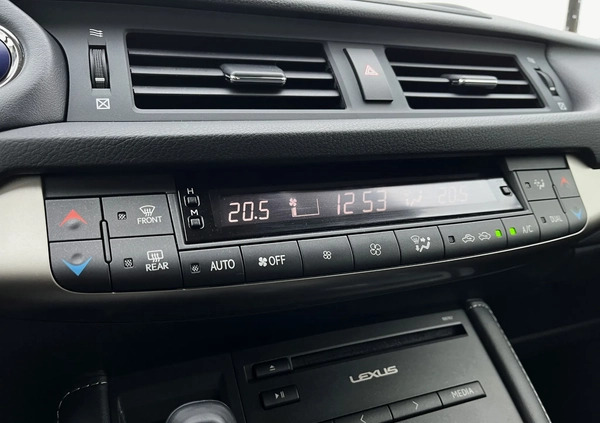 H
M
20.5 12 53 20.5
FRONT
REAR
AUTO OFF A/C DUAL
LEXUS
MEDIA